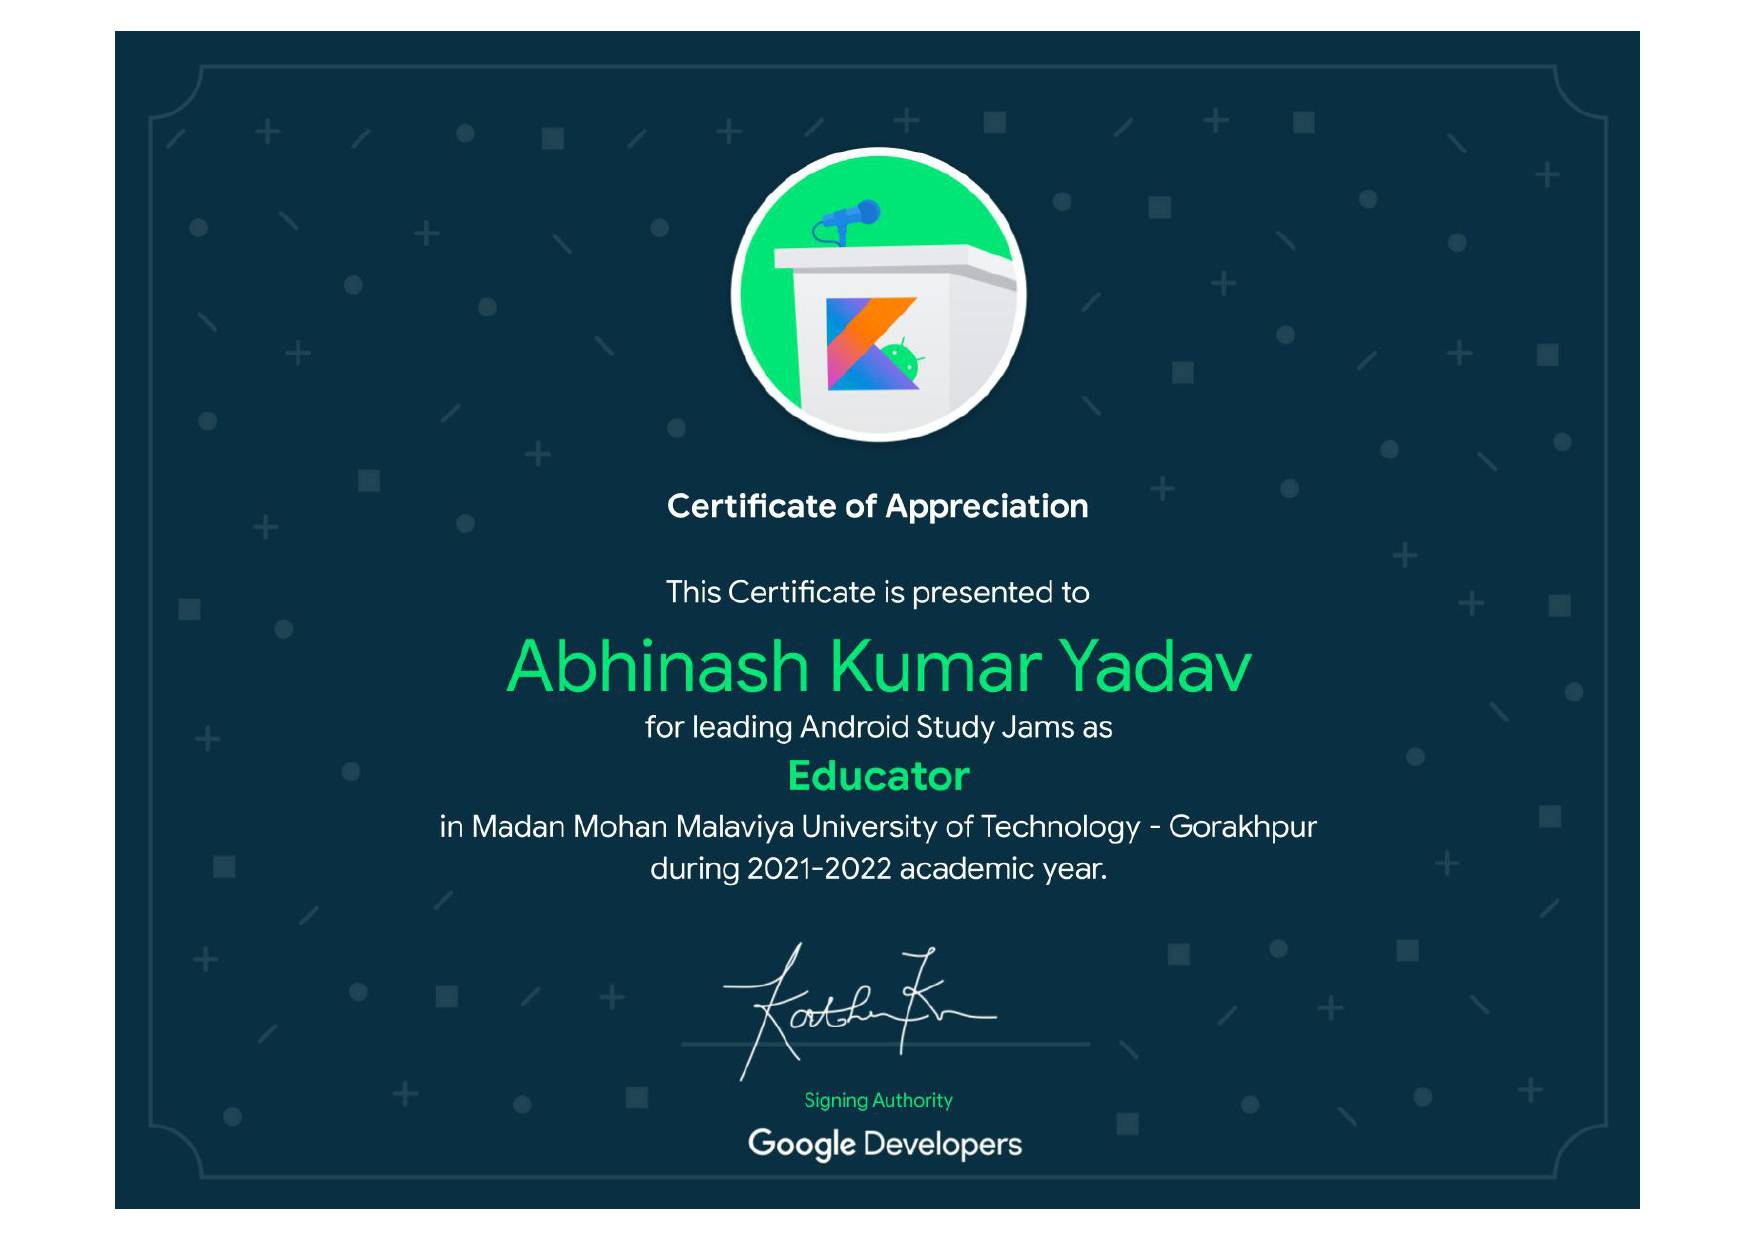 Certificate of Appreciation
This Certificate is presented to
Abhinash Kumar Yadav
for leading Android Study Jams as
Educator
in Madan Mohan Malaviya University of Technology - Gorakhpur
during 2021-2022 academic year.
Signing Authority
Google Developers